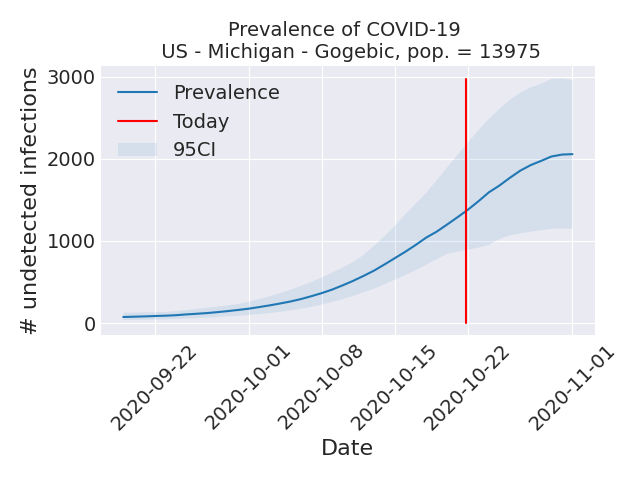 Prevalence of COVID-19
US - Michigan - Gogebic, pop. = 13975
# undetected infections
3000
2000
1000
0
Prevalence
Today
95CI
2020-09-22
2020-10-01
2020-10-08
2020-10-15
2020-10-22
2020-11-01
Date